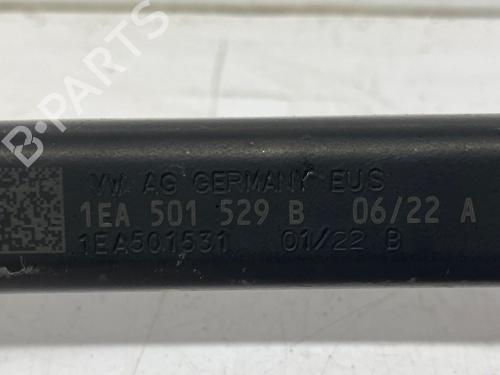 B-PARTS
VW AG GERMANY EUS
1EA 501 529 B 06/22 A
1EA501531 01/22 B